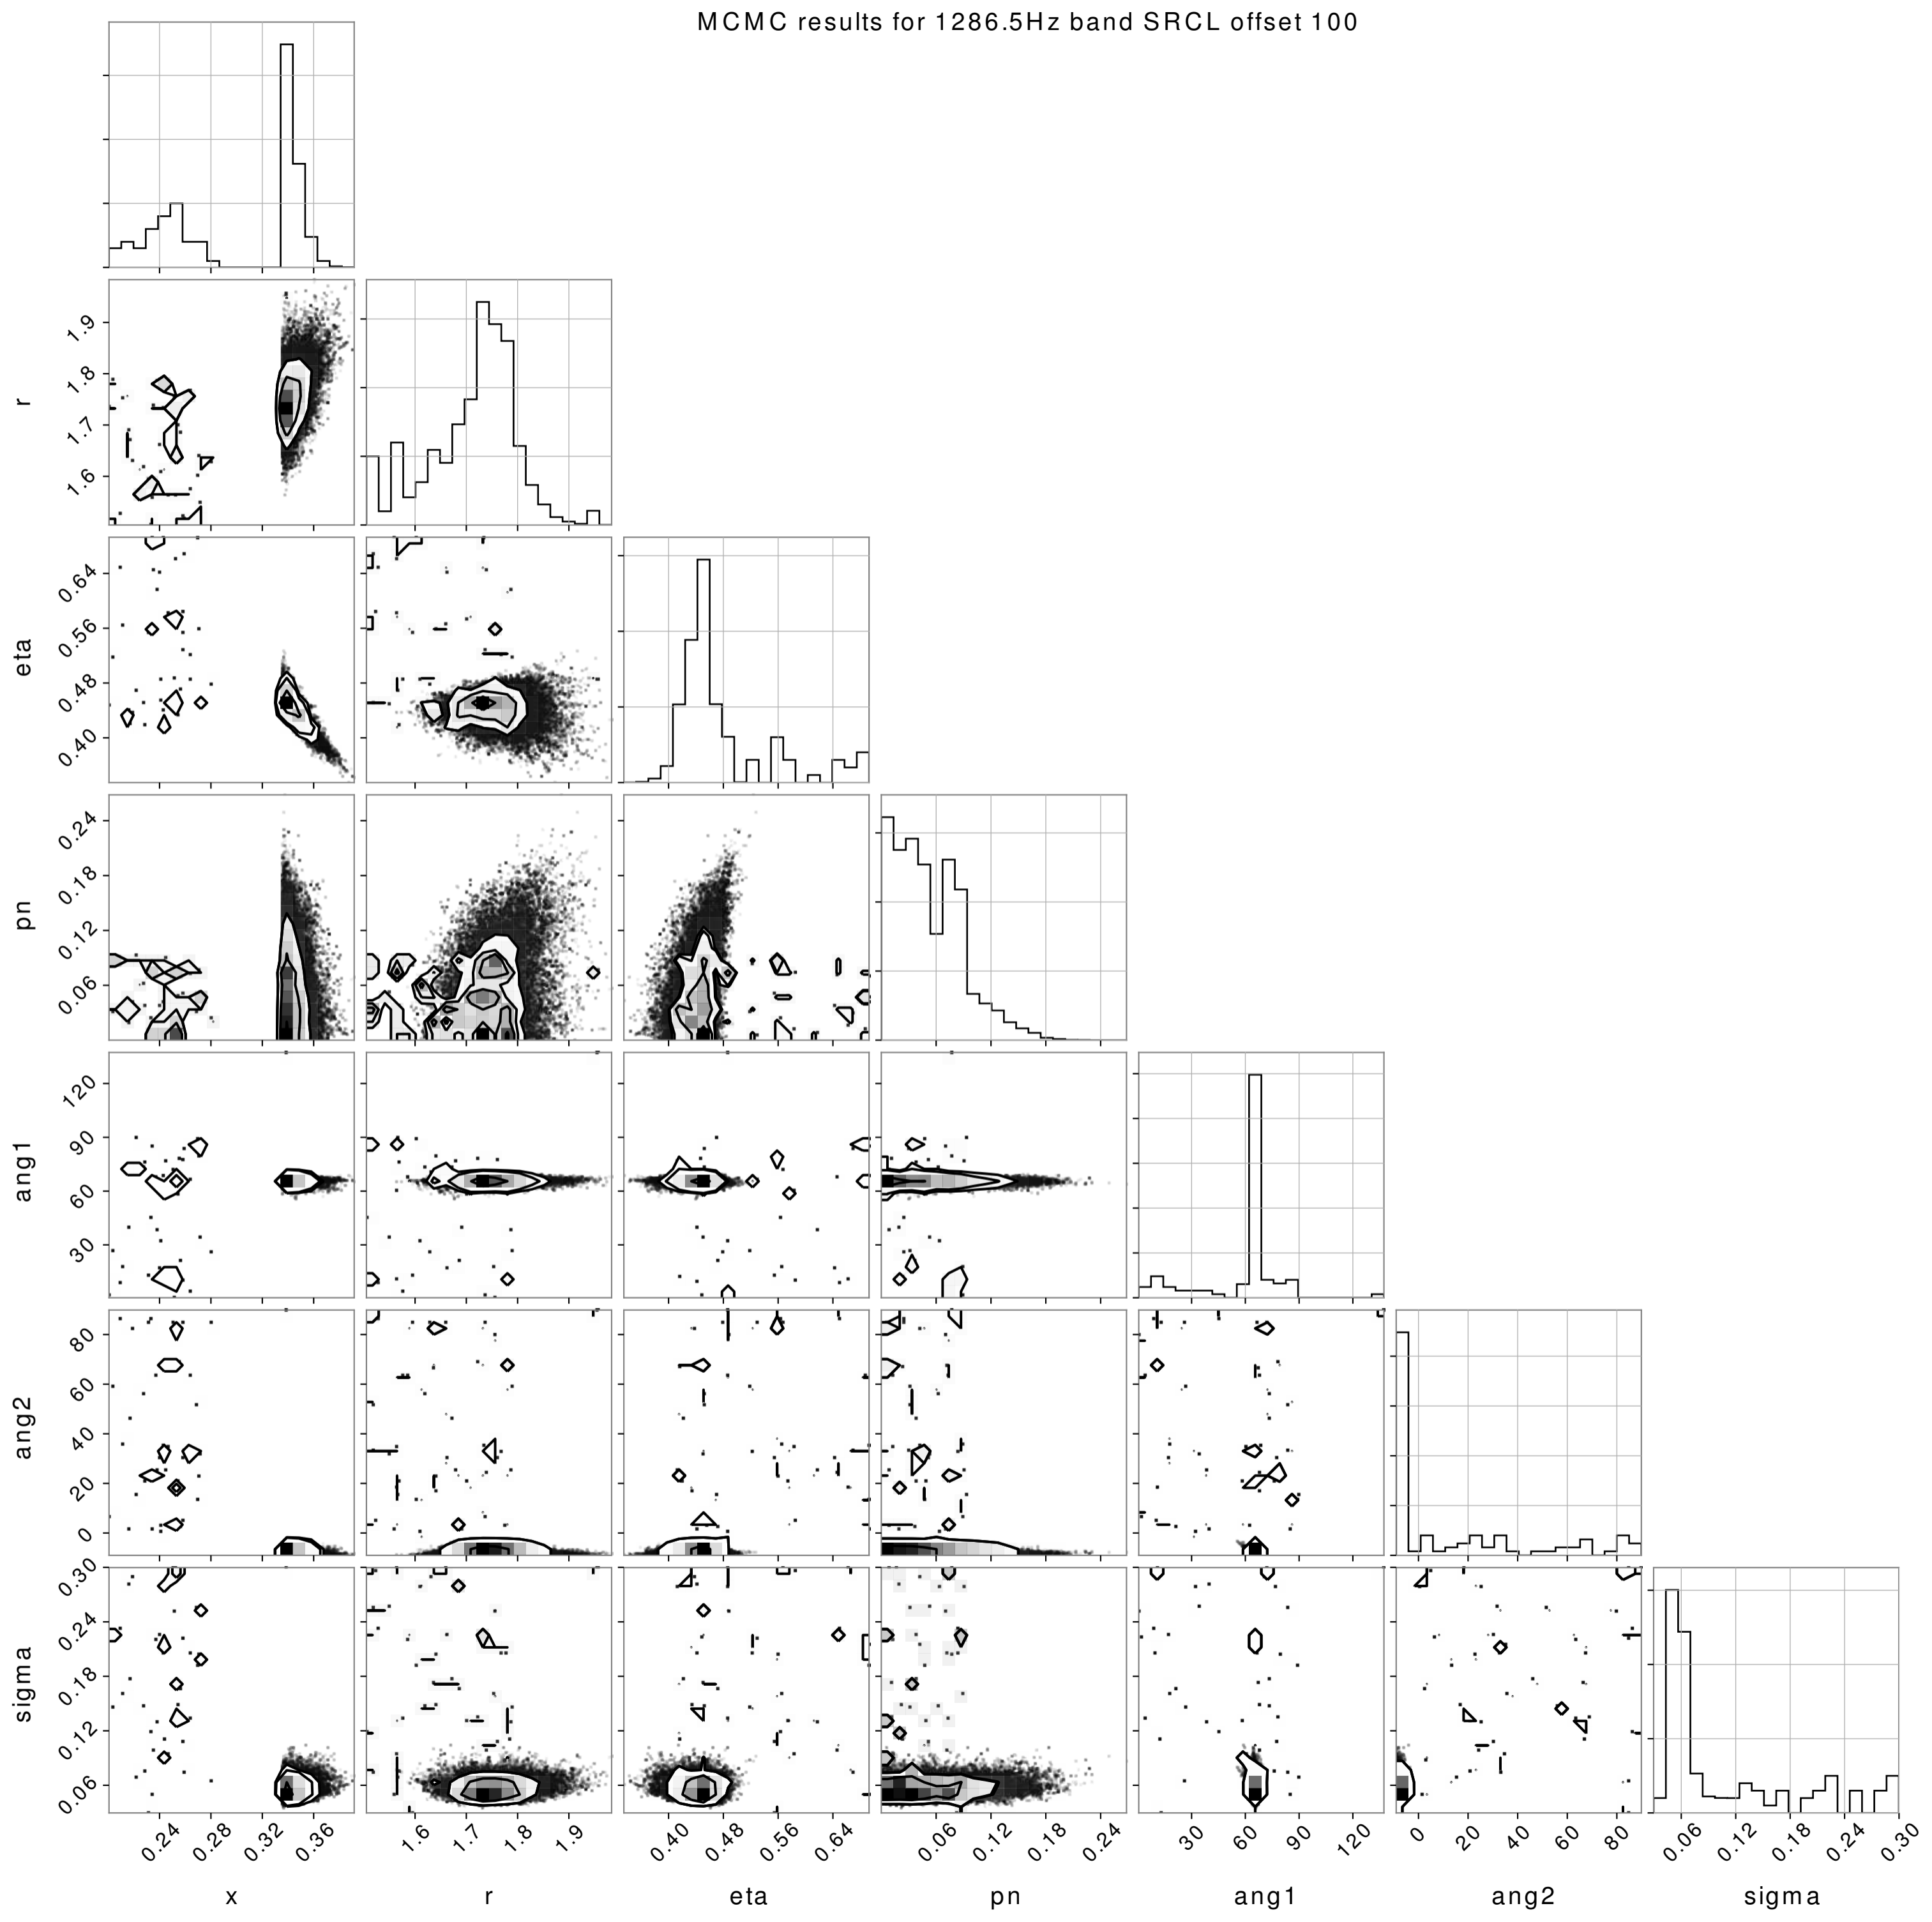 MCMC results for 1286.5Hz band SRCL offset 100
r
1.9
1.8
1.7
1.6
eta
0.64
0.56
0.48
0.40
pn
0.24
0.18
0.12
0.06
ang1
120
90
60
30
ang2
80
60
40
20
0
sigma
0.30
0.24
0.18
0.12
0.06
0.24 0.28 0.32 0.36
1.6 1.7 1.8 1.9
0.40 0.48 0.56 0.64
0.06 0.12 0.18 0.24
30 60 90 120
0 20 40 60 80
0.06 0.12 0.18 0.24 0.30
x r eta pn ang1 ang2 sigma